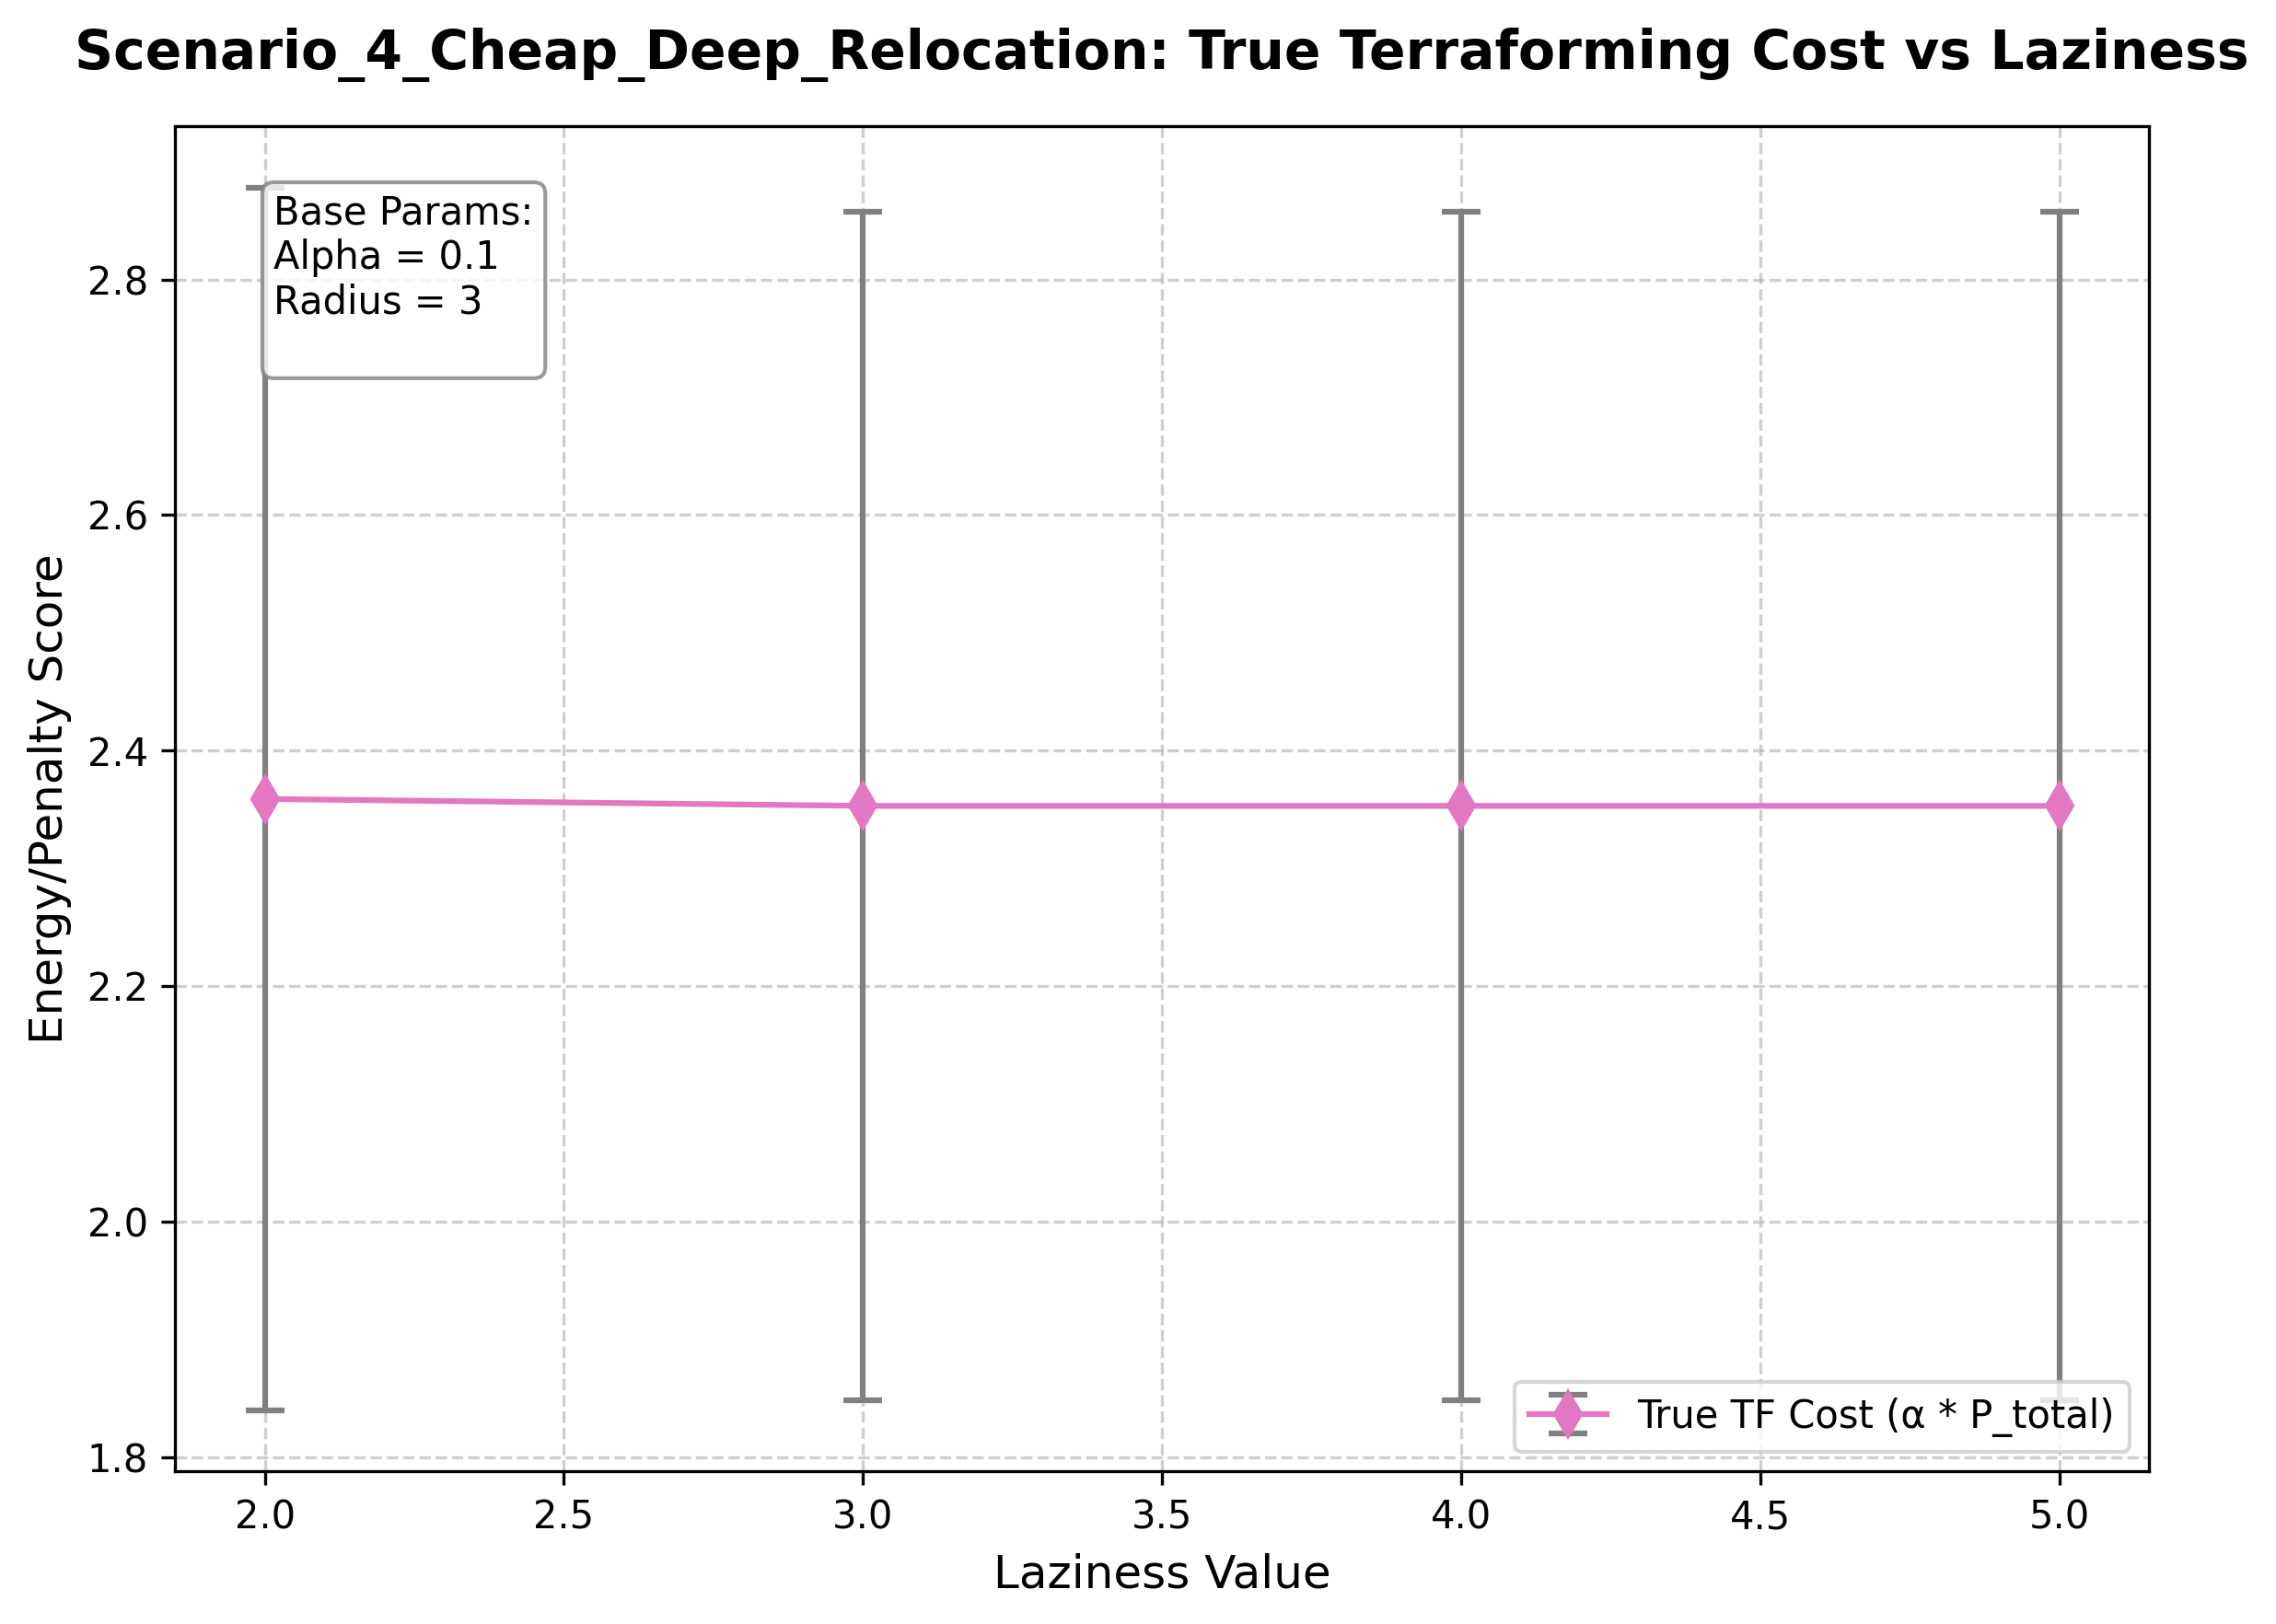 Scenario_4_Cheap_Deep_Relocation: True Terraforming Cost vs Laziness
Base Params:
Alpha = 0.1
Radius = 3
Energy/Penalty Score
2.8
2.6
2.4
2.2
2.0
1.8
True TF Cost (α * P_total)
2.0 2.5 3.0 3.5 4.0 4.5 5.0
Laziness Value